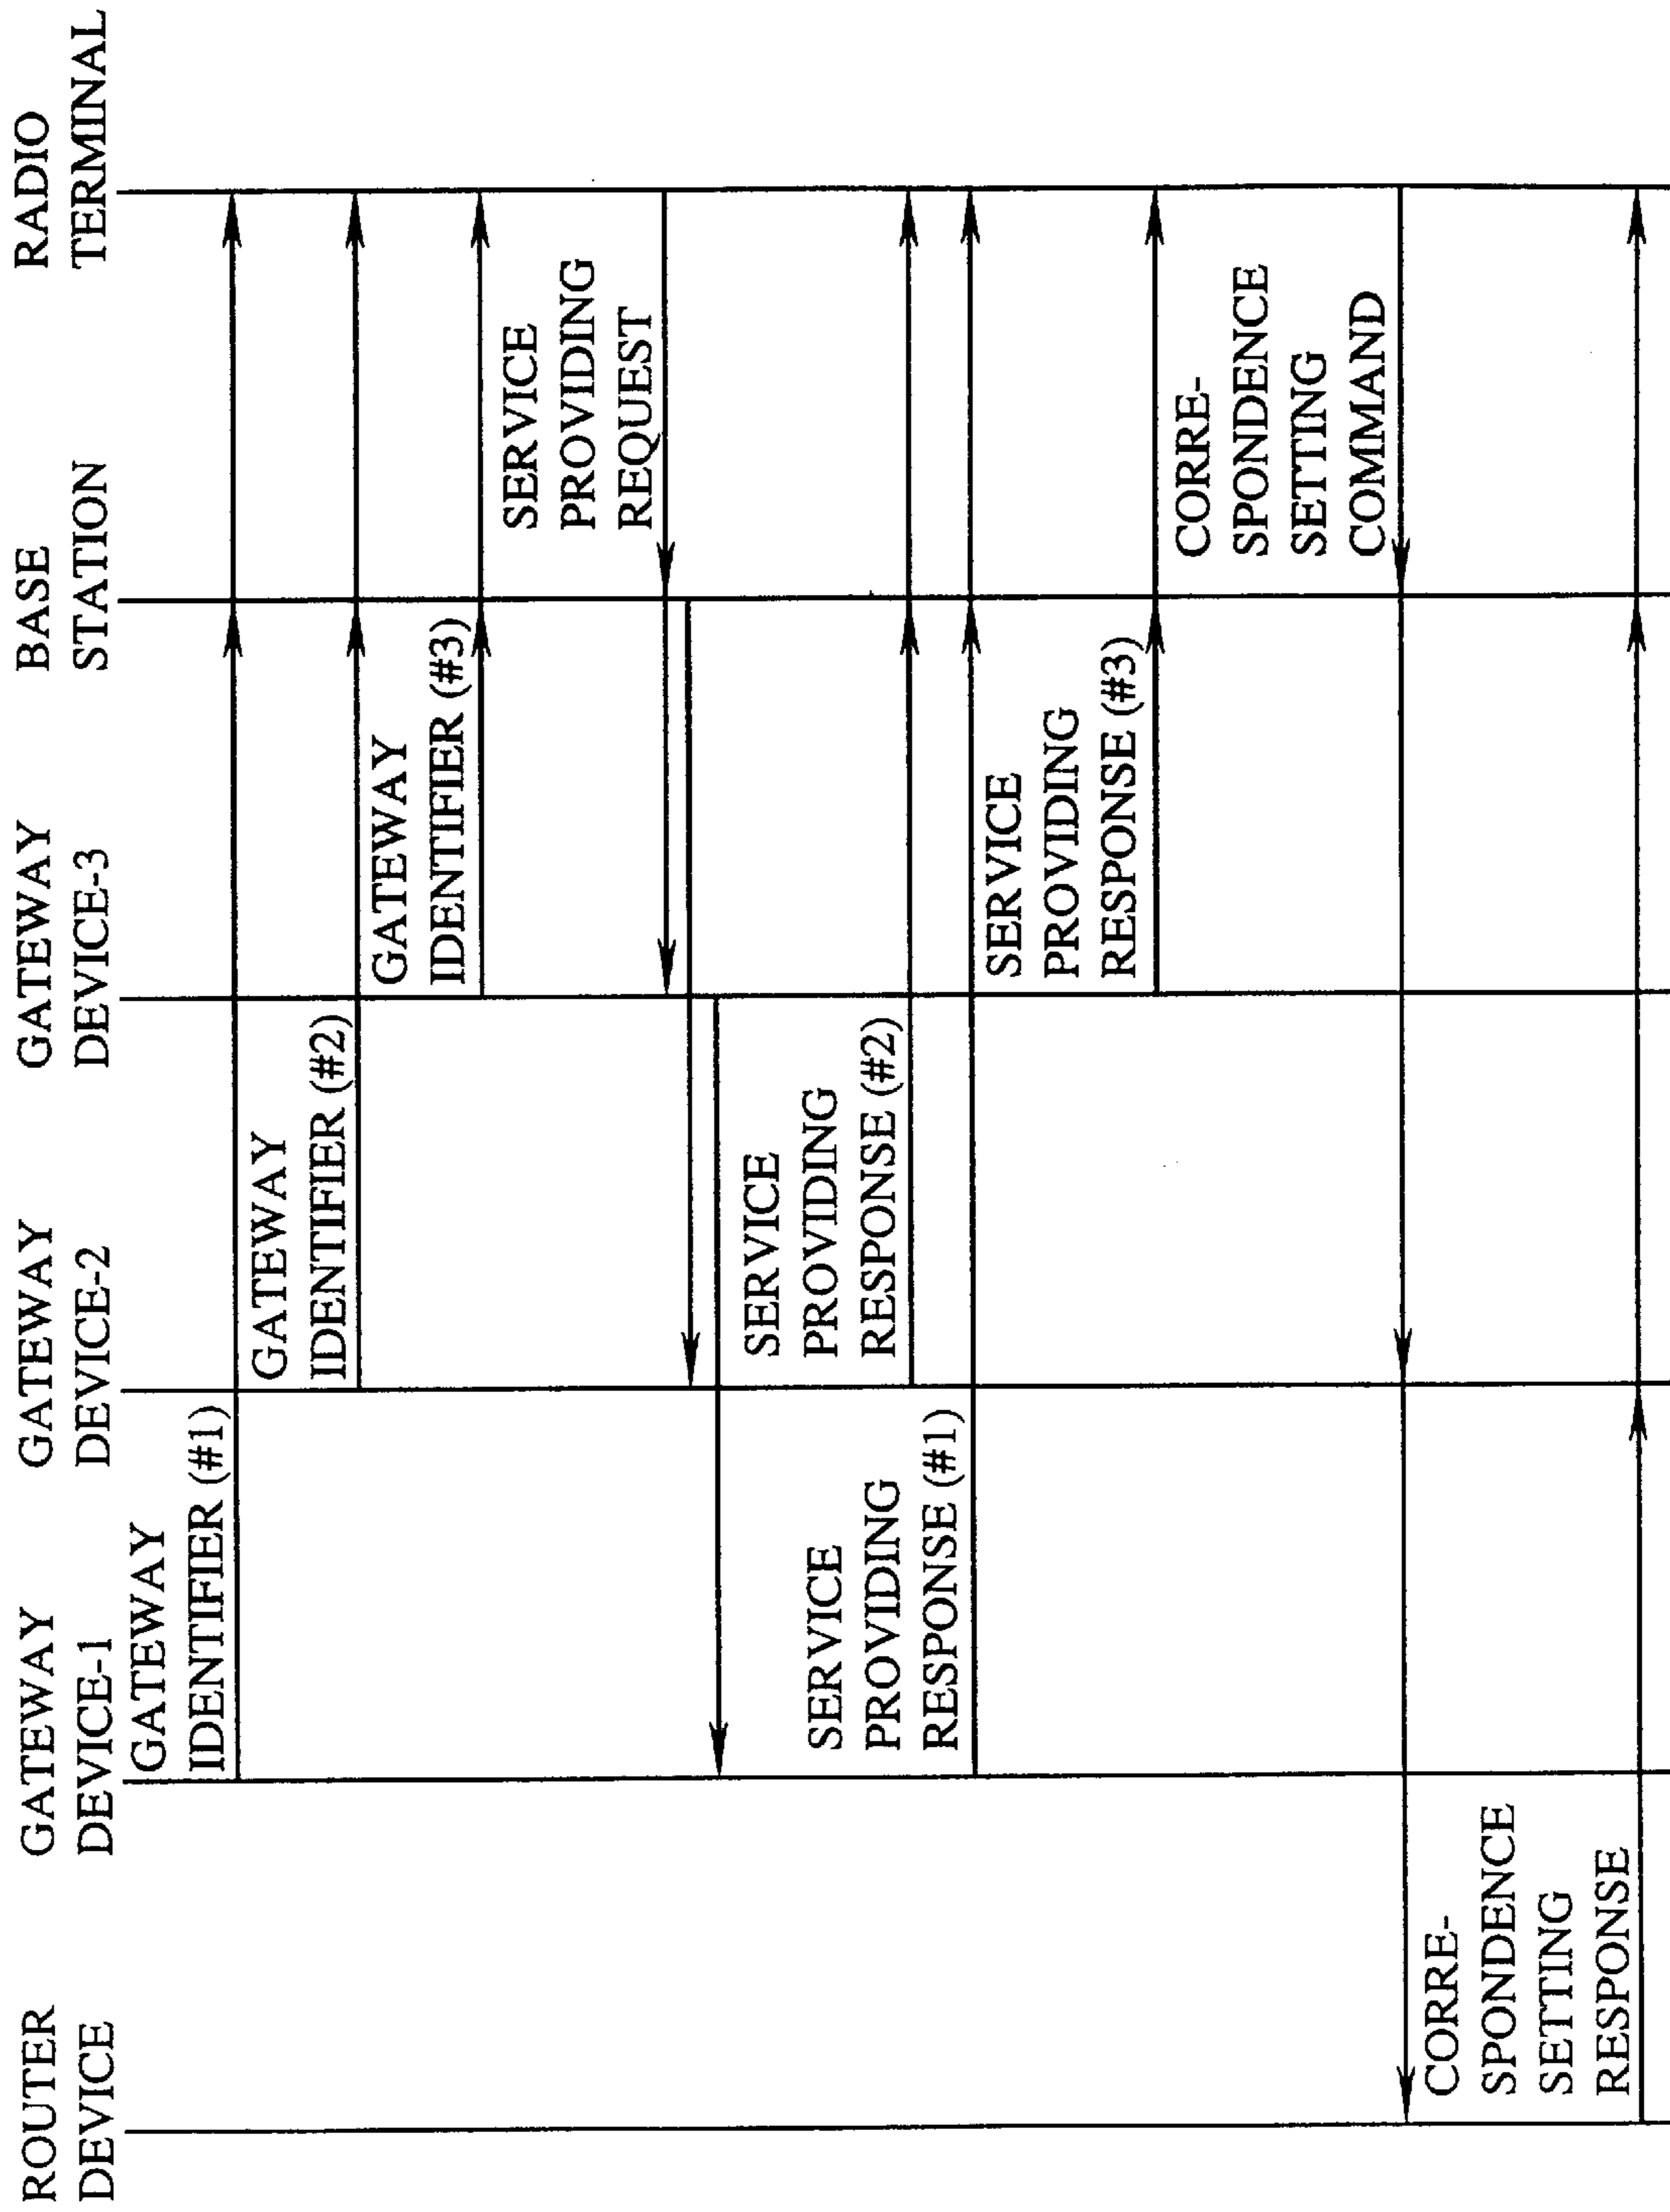 ROUTER
DEVICE
GATEWAY
DEVICE-1
GATEWAY
DEVICE-2
GATEWAY
DEVICE-3
BASE
STATION
RADIO
TERMINAL
GATEWAY
IDENTIFIER (#1)
GATEWAY
IDENTIFIER (#2)
GATEWAY
IDENTIFIER (#3)
SERVICE
PROVIDING
REQUEST
SERVICE
PROVIDING
RESPONSE (#2)
SERVICE
PROVIDING
RESPONSE (#1)
SERVICE
PROVIDING
RESPONSE (#3)
CORRE-
SPONDENCE
SETTING
COMMAND
CORRE-
SPONDENCE
SETTING
RESPONSE